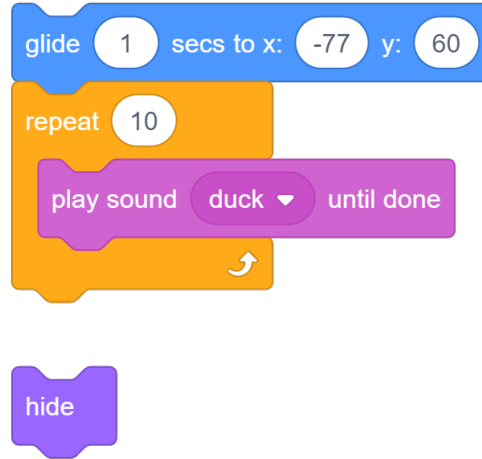 glide 1 secs to x: -77 y: 60
repeat 10
play sound duck until done
hide